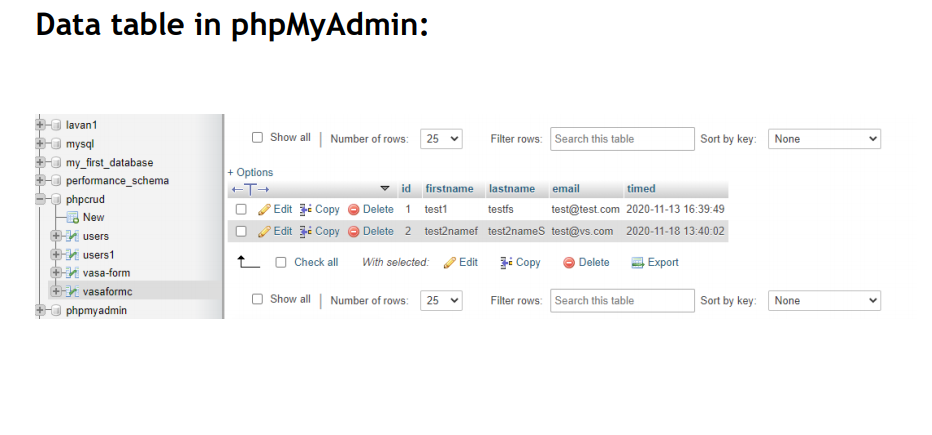 Data table in phpMyAdmin:
lavan1
mysql
my_first_database
performance_schema
phpcrud
New
users
users1
vasa-form
vasaformc
phpmyadmin
Show all | Number of rows: 25 Filter rows: Search this table Sort by key: None
+ Options
←T→ id firstname lastname email timed
Edit Copy Delete 1 test1 testfs test@test.com 2020-11-13 16:39:49
Edit Copy Delete 2 test2namef test2nameS test@vs.com 2020-11-18 13:40:02
Check all With selected: Edit Copy Delete Export
Show all | Number of rows: 25 Filter rows: Search this table Sort by key: None